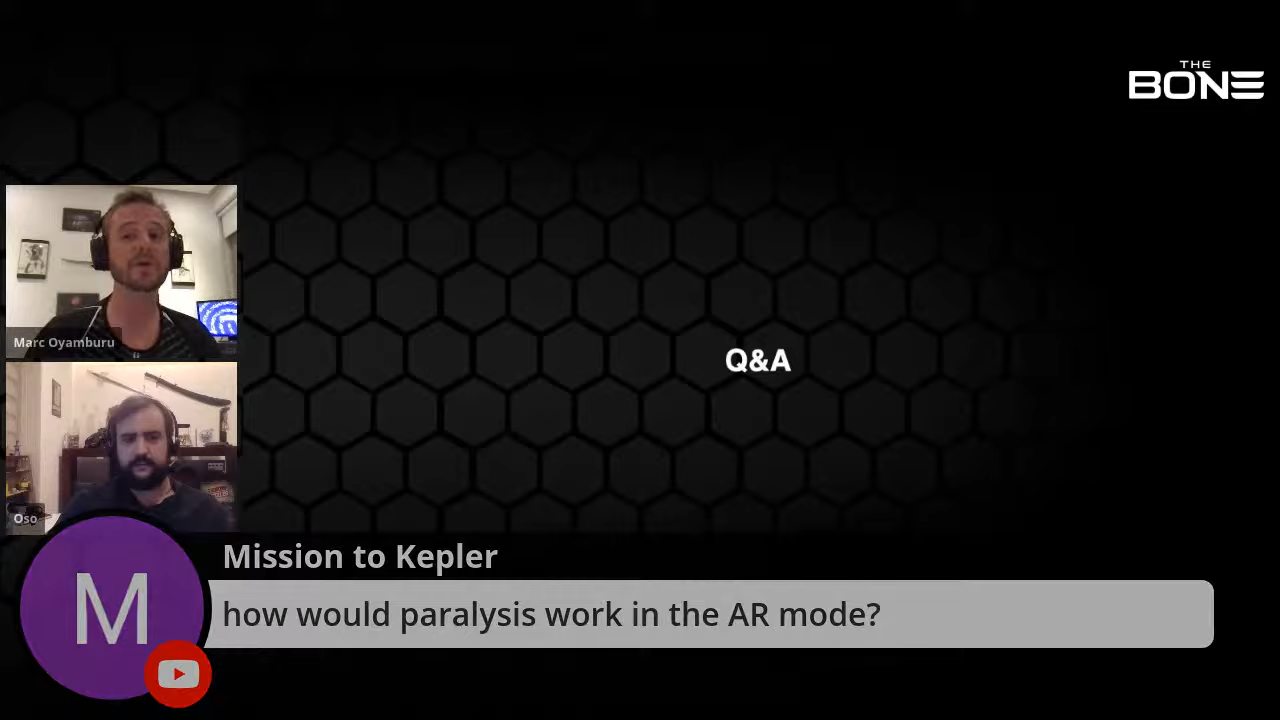 THE
BONE
Marc Oyamburu
Q&A
Oso
M
Mission to Kepler
how would paralysis work in the AR mode?